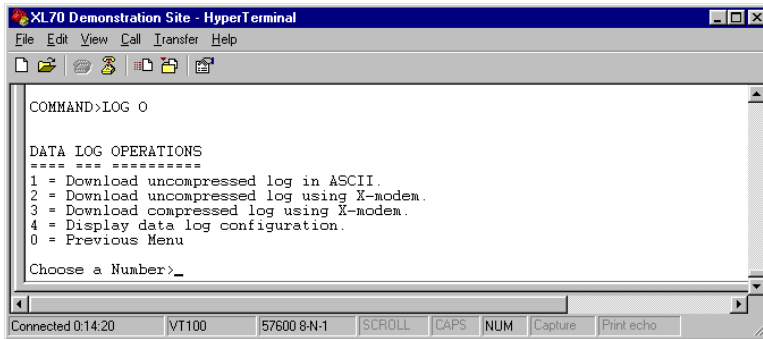 XL70 Demonstration Site - HyperTerminal
File Edit View Call Transfer Help
COMMAND>LOG O
DATA LOG OPERATIONS
==== === ==========
1 = Download uncompressed log in ASCII.
2 = Download uncompressed log using X-modem.
3 = Download compressed log using X-modem.
4 = Display data log configuration.
0 = Previous Menu
Choose a Number>_
Connected 0:14:20 VT100 57600 8-N-1 SCROLL CAPS NUM Capture Print echo